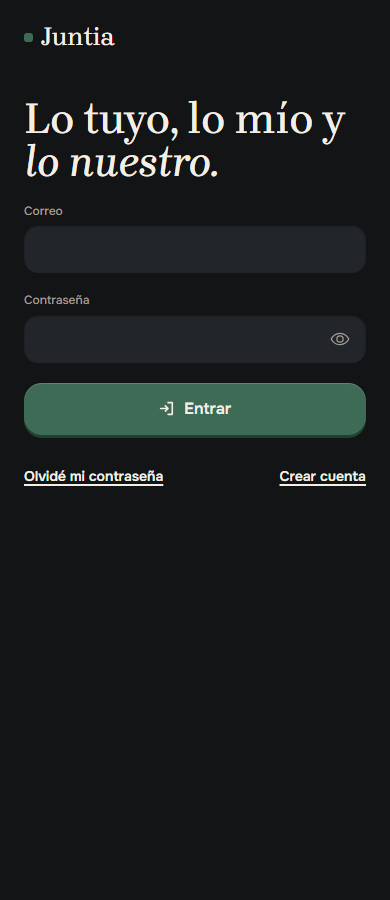 Juntia
Lo tuyo, lo mío y
lo nuestro.
Correo
Contraseña
Entrar
Olvidé mi contraseña
Crear cuenta